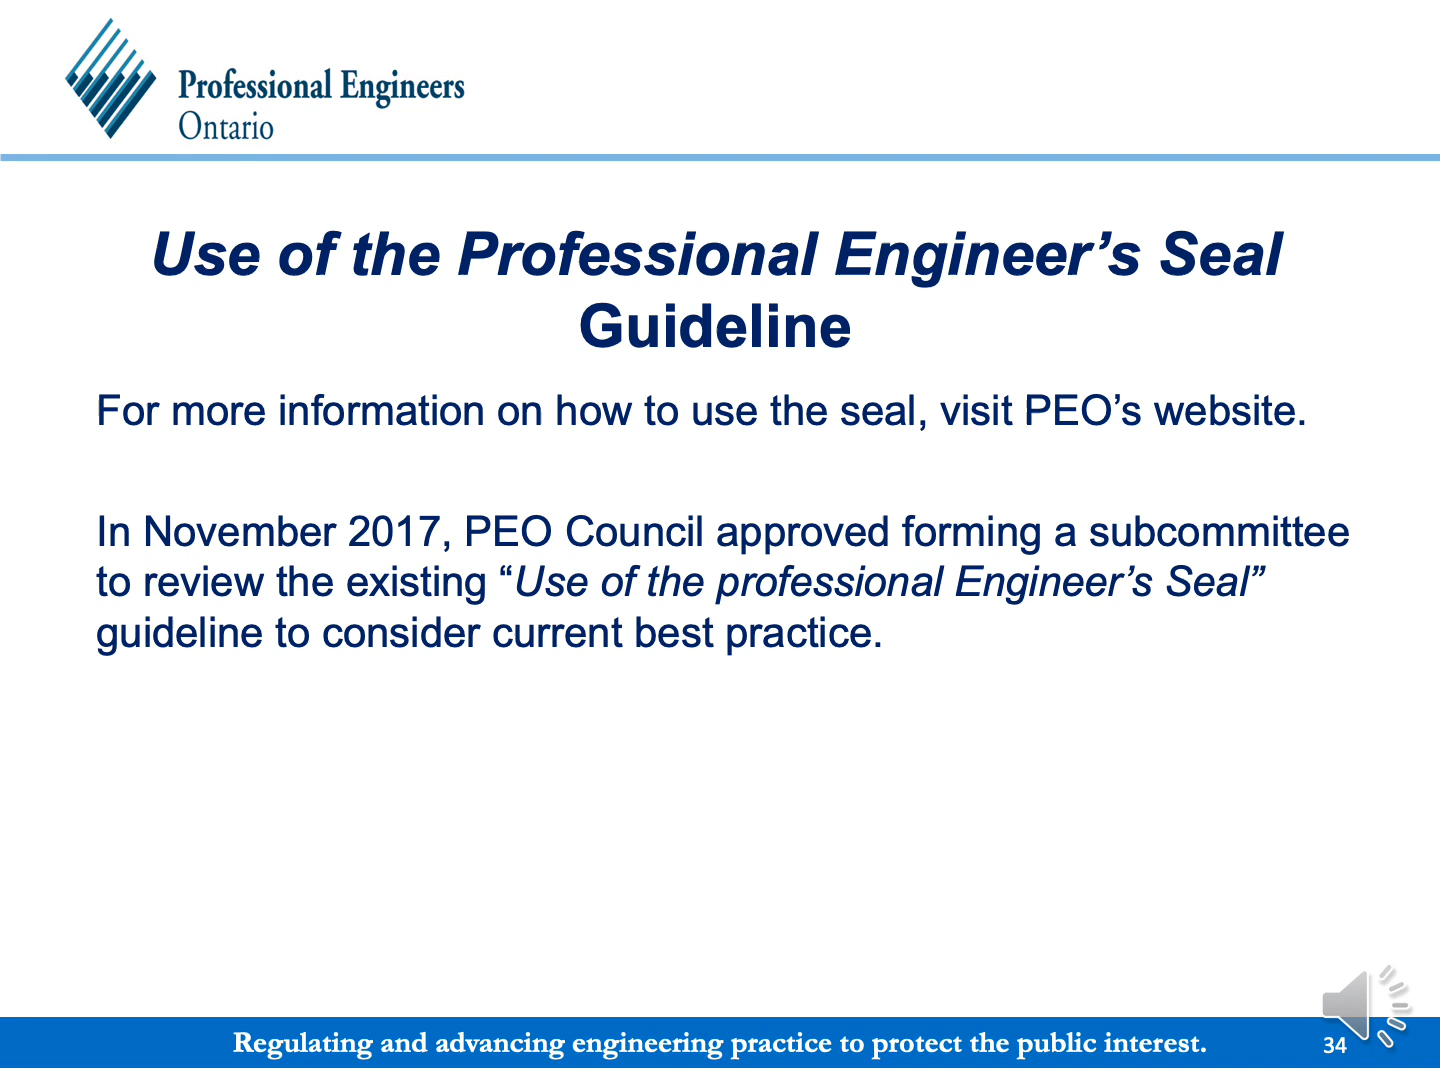 Professional Engineers
Ontario
Use of the Professional Engineer’s Seal
Guideline
For more information on how to use the seal, visit PEO’s website.
In November 2017, PEO Council approved forming a subcommittee
to review the existing “Use of the professional Engineer’s Seal”
guideline to consider current best practice.
Regulating and advancing engineering practice to protect the public interest.
34